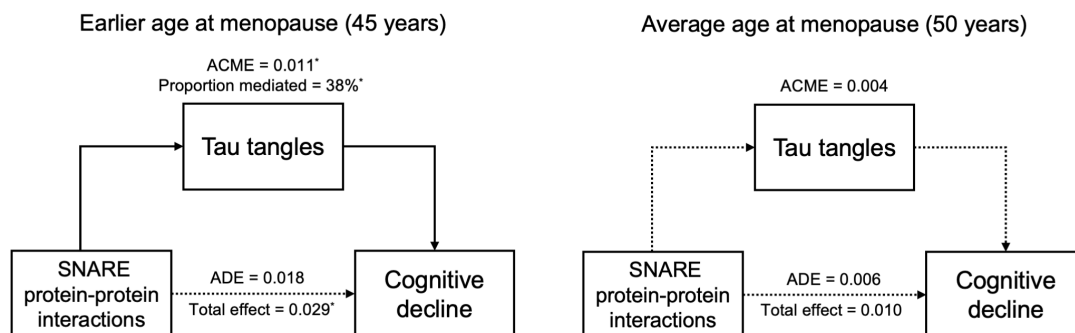 Earlier age at menopause (45 years)
ACME = 0.011*
Proportion mediated = 38%*
Tau tangles
SNARE
protein-protein
interactions
ADE = 0.018
Total effect = 0.029*
Cognitive
decline
Average age at menopause (50 years)
ACME = 0.004
Tau tangles
SNARE
protein-protein
interactions
ADE = 0.006
Total effect = 0.010
Cognitive
decline